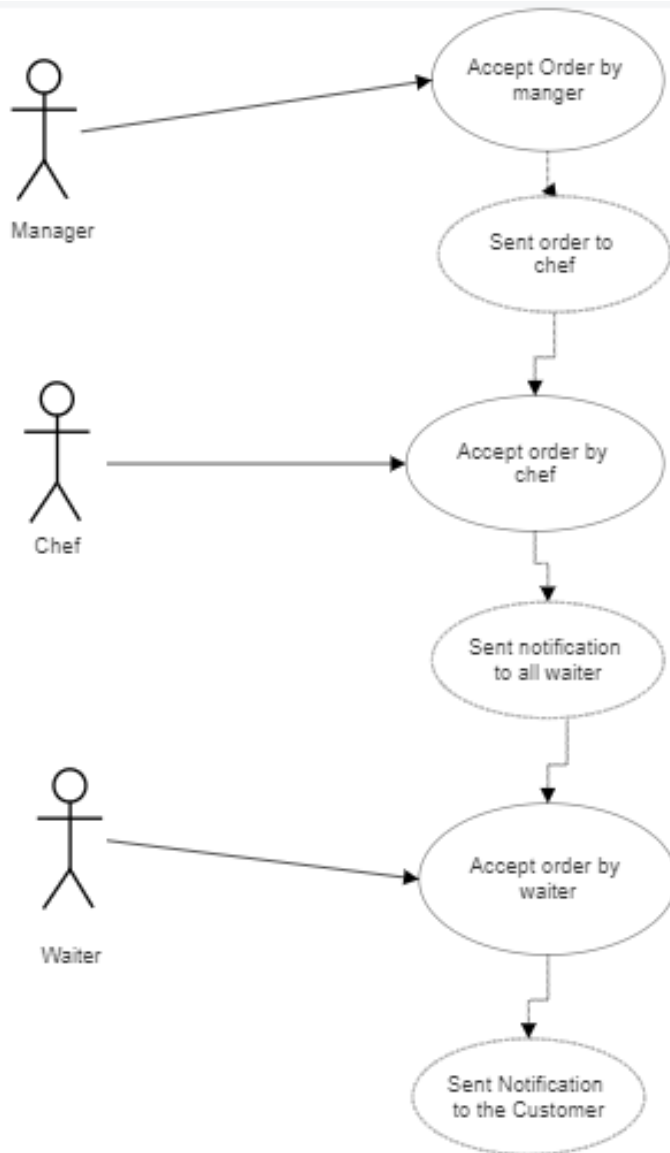 Accept Order by
manger
Manager
Sent order to
chef
Accept order by
chef
Chef
Sent notification
to all waiter
Accept order by
waiter
Waiter
Sent Notification
to the Customer